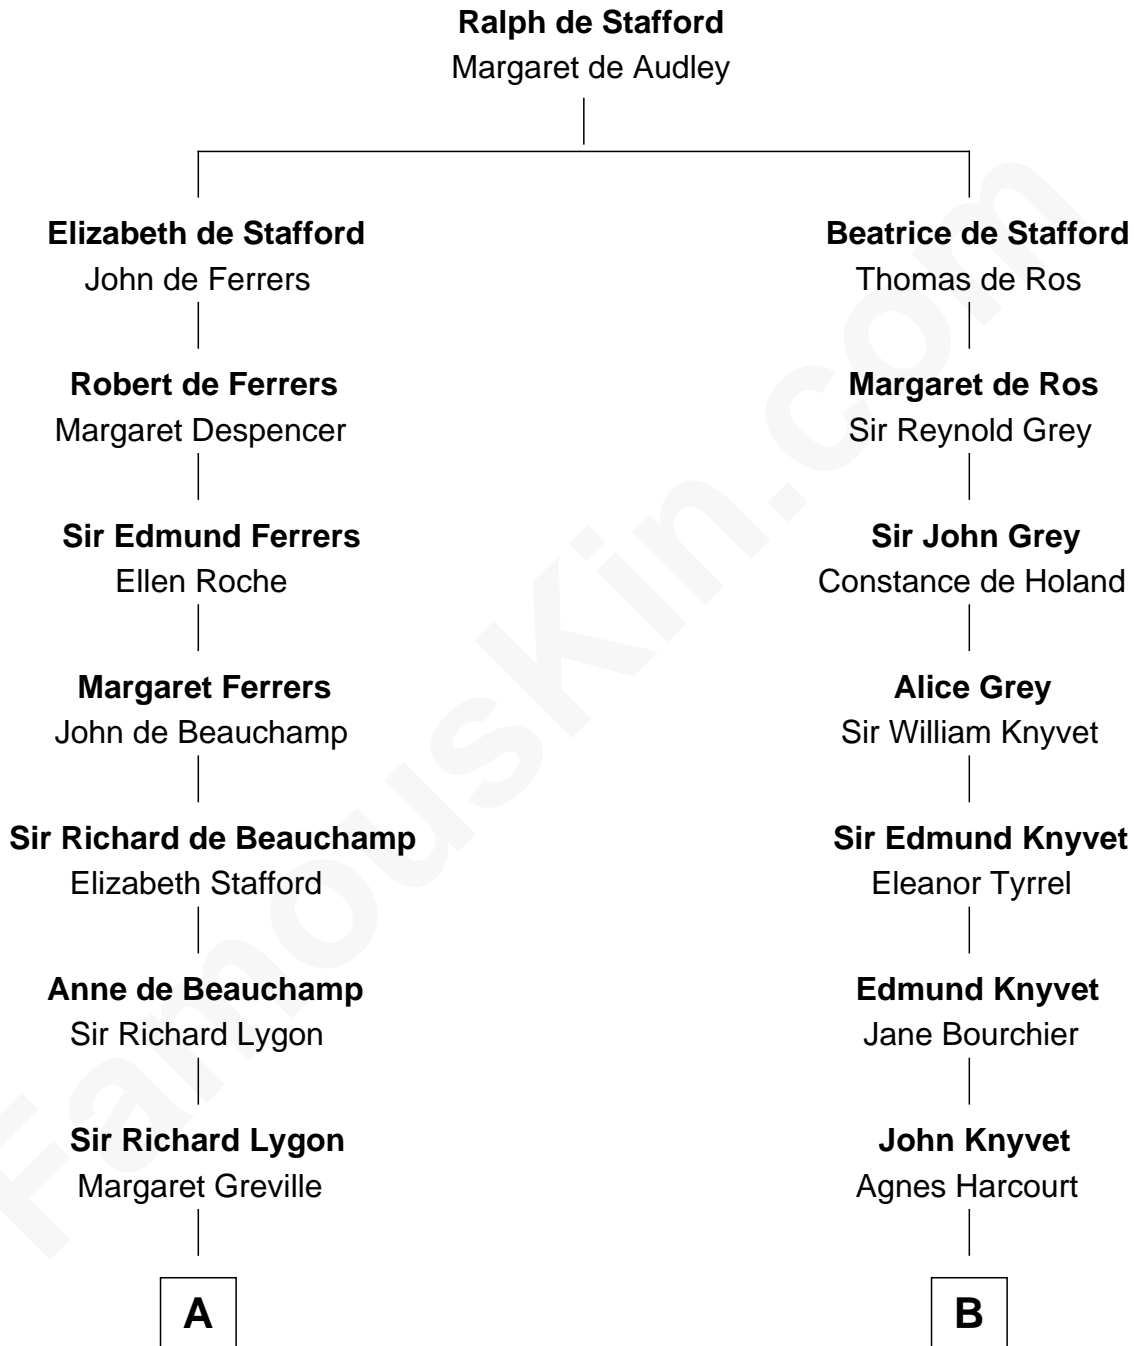 Ralph de Stafford
Margaret de Audley
Elizabeth de Stafford
John de Ferrers
Beatrice de Stafford
Thomas de Ros
Robert de Ferrers
Margaret Despencer
Margaret de Ros
Sir Reynold Grey
Sir Edmund Ferrers
Ellen Roche
Sir John Grey
Constance de Holand
Margaret Ferrers
John de Beauchamp
Alice Grey
Sir William Knyvet
Sir Richard de Beauchamp
Elizabeth Stafford
Sir Edmund Knyvet
Eleanor Tyrrel
Anne de Beauchamp
Sir Richard Lygon
Edmund Knyvet
Jane Bourchier
Sir Richard Lygon
Margaret Greville
John Knyvet
Agnes Harcourt
A
B
FamousKin.com